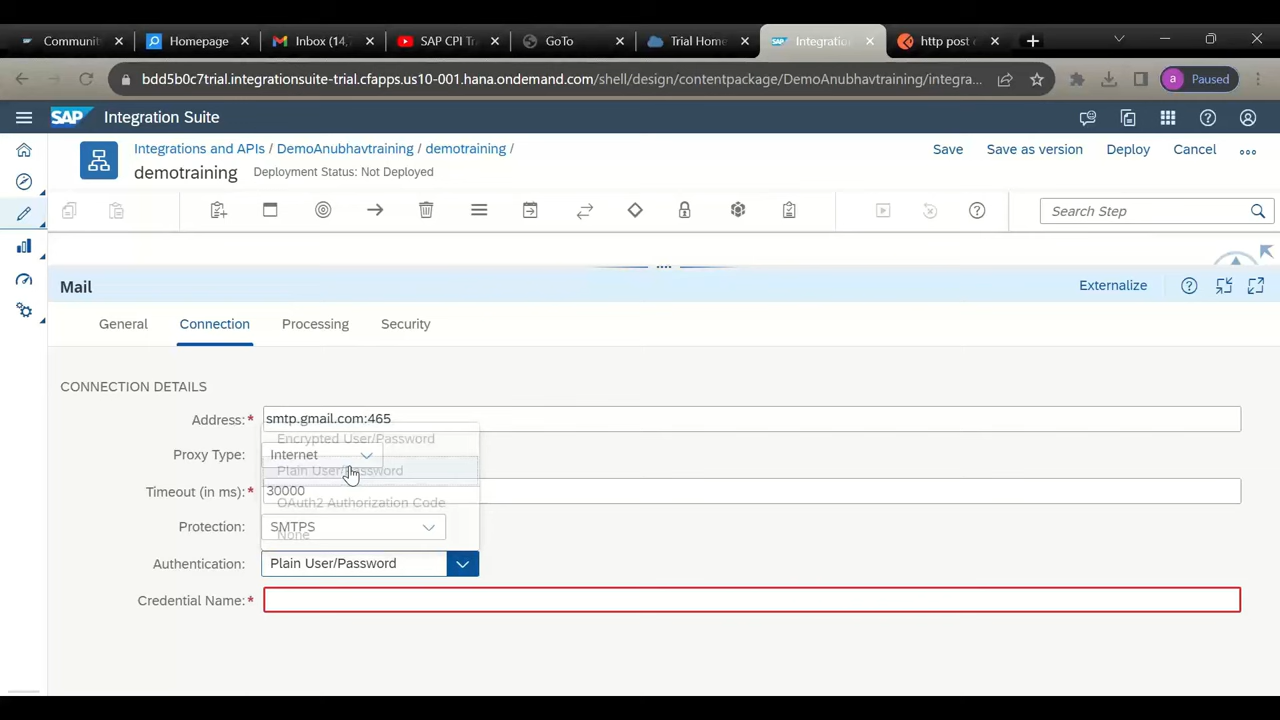 Communit
Homepage
Inbox (14,
SAP CPI Tr
GoTo
Trial Home
Integration
http post
bdd5b0c7trial.integrationsuite-trial.cfapps.us10-001.hana.ondemand.com/shell/design/contentpackage/DemoAnubhavtraining/integra...
a
Paused
SAP
Integration Suite
Integrations and APIs / DemoAnubhavtraining / demotraining /
Save
Save as version
Deploy
Cancel
demotraining
Deployment Status: Not Deployed
Search Step
Mail
Externalize
General
Connection
Processing
Security
CONNECTION DETAILS
Address:* smtp.gmail.com:465
Encrypted User/Password
Proxy Type: Internet
Plain User/Password
Timeout (in ms):* 30000
OAuth2 Authorization Code
Protection: SMTPS
None
Authentication: Plain User/Password
Credential Name:*